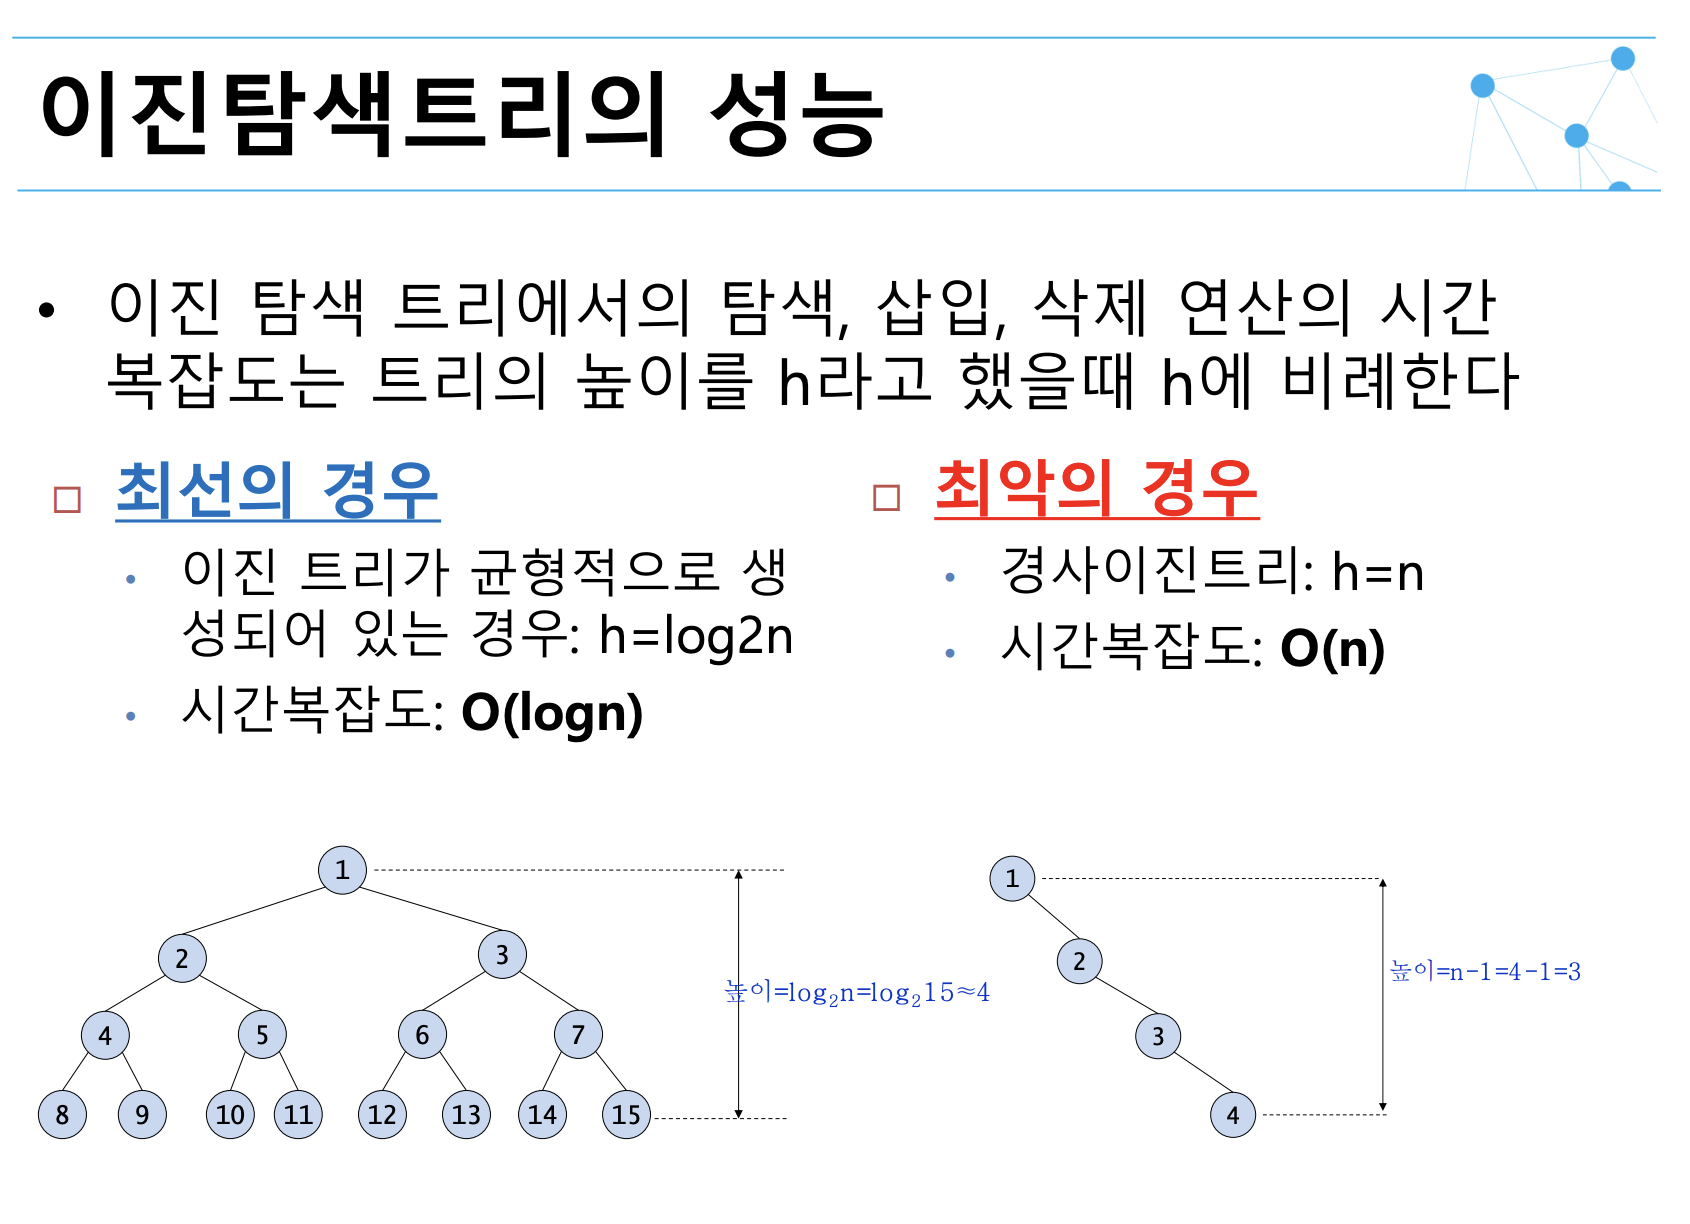 이진탐색트리의 성능
• 이진 탐색 트리에서의 탐색, 삽입, 삭제 연산의 시간
복잡도는 트리의 높이를 h라고 했을때 h에 비례한다
최선의 경우
• 이진 트리가 균형적으로 생
성되어 있는 경우: h=log2n
• 시간복잡도: O(logn)
최악의 경우
• 경사이진트리: h=n
• 시간복잡도: O(n)
1
2 3
4 5 6 7
8 9 10 11 12 13 14 15
높이=log₂n=log₂15≈4
1
2
3
4
높이=n-1=4-1=3